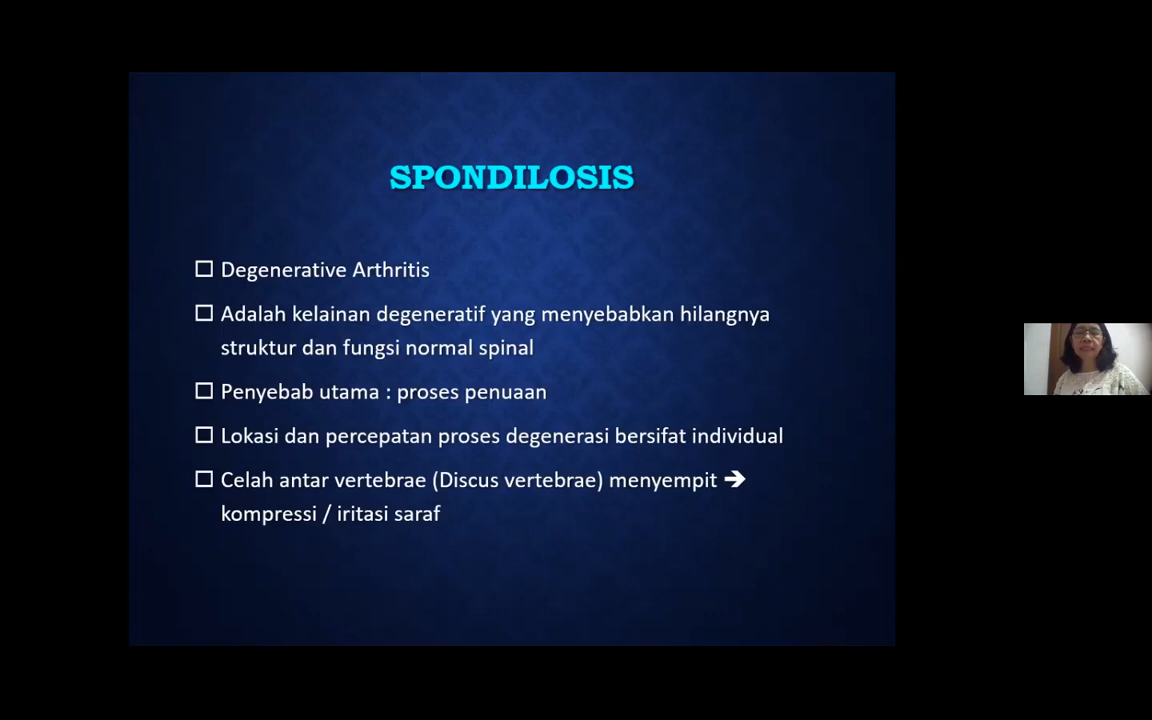 SPONDILOSIS
Degenerative Arthritis
Adalah kelainan degeneratif yang menyebabkan hilangnya
struktur dan fungsi normal spinal
Penyebab utama : proses penuaan
Lokasi dan percepatan proses degenerasi bersifat individual
Celah antar vertebrae (Discus vertebrae) menyempit ➔
kompressi / iritasi saraf